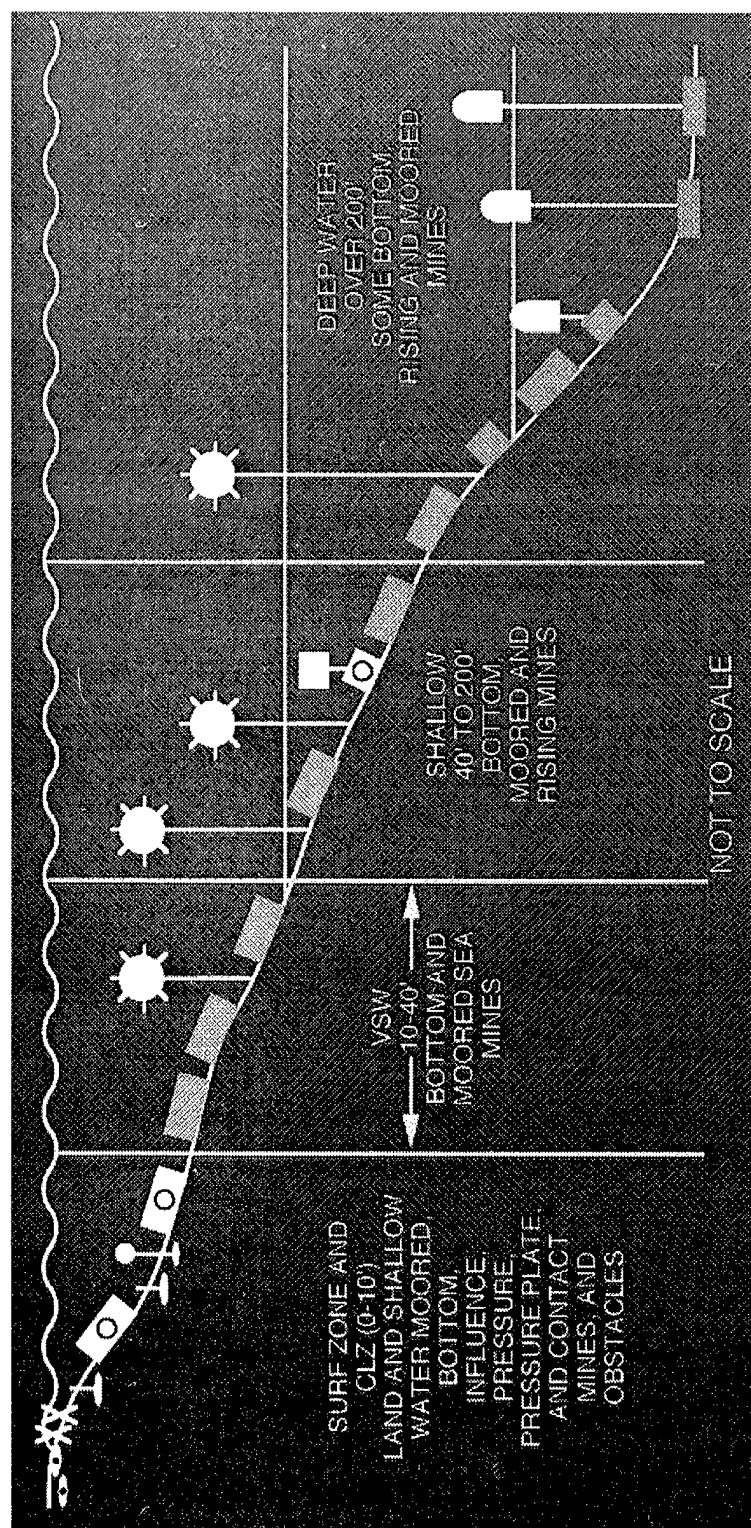 SURF ZONE AND
CLZ (0-10')
LAND AND SHALLOW
WATER MOORED,
BOTTOM,
INFLUENCE,
PRESSURE,
PRESSURE PLATE,
AND CONTACT
MINES, AND
OBSTACLES
VSW
10-40'
BOTTOM AND
MOORED SEA
MINES
SHALLOW
40' TO 200'
BOTTOM,
MOORED AND
RISING MINES
DEEP WATER
OVER 200'
SOME BOTTOM,
RISING AND MOORED
MINES
NOT TO SCALE